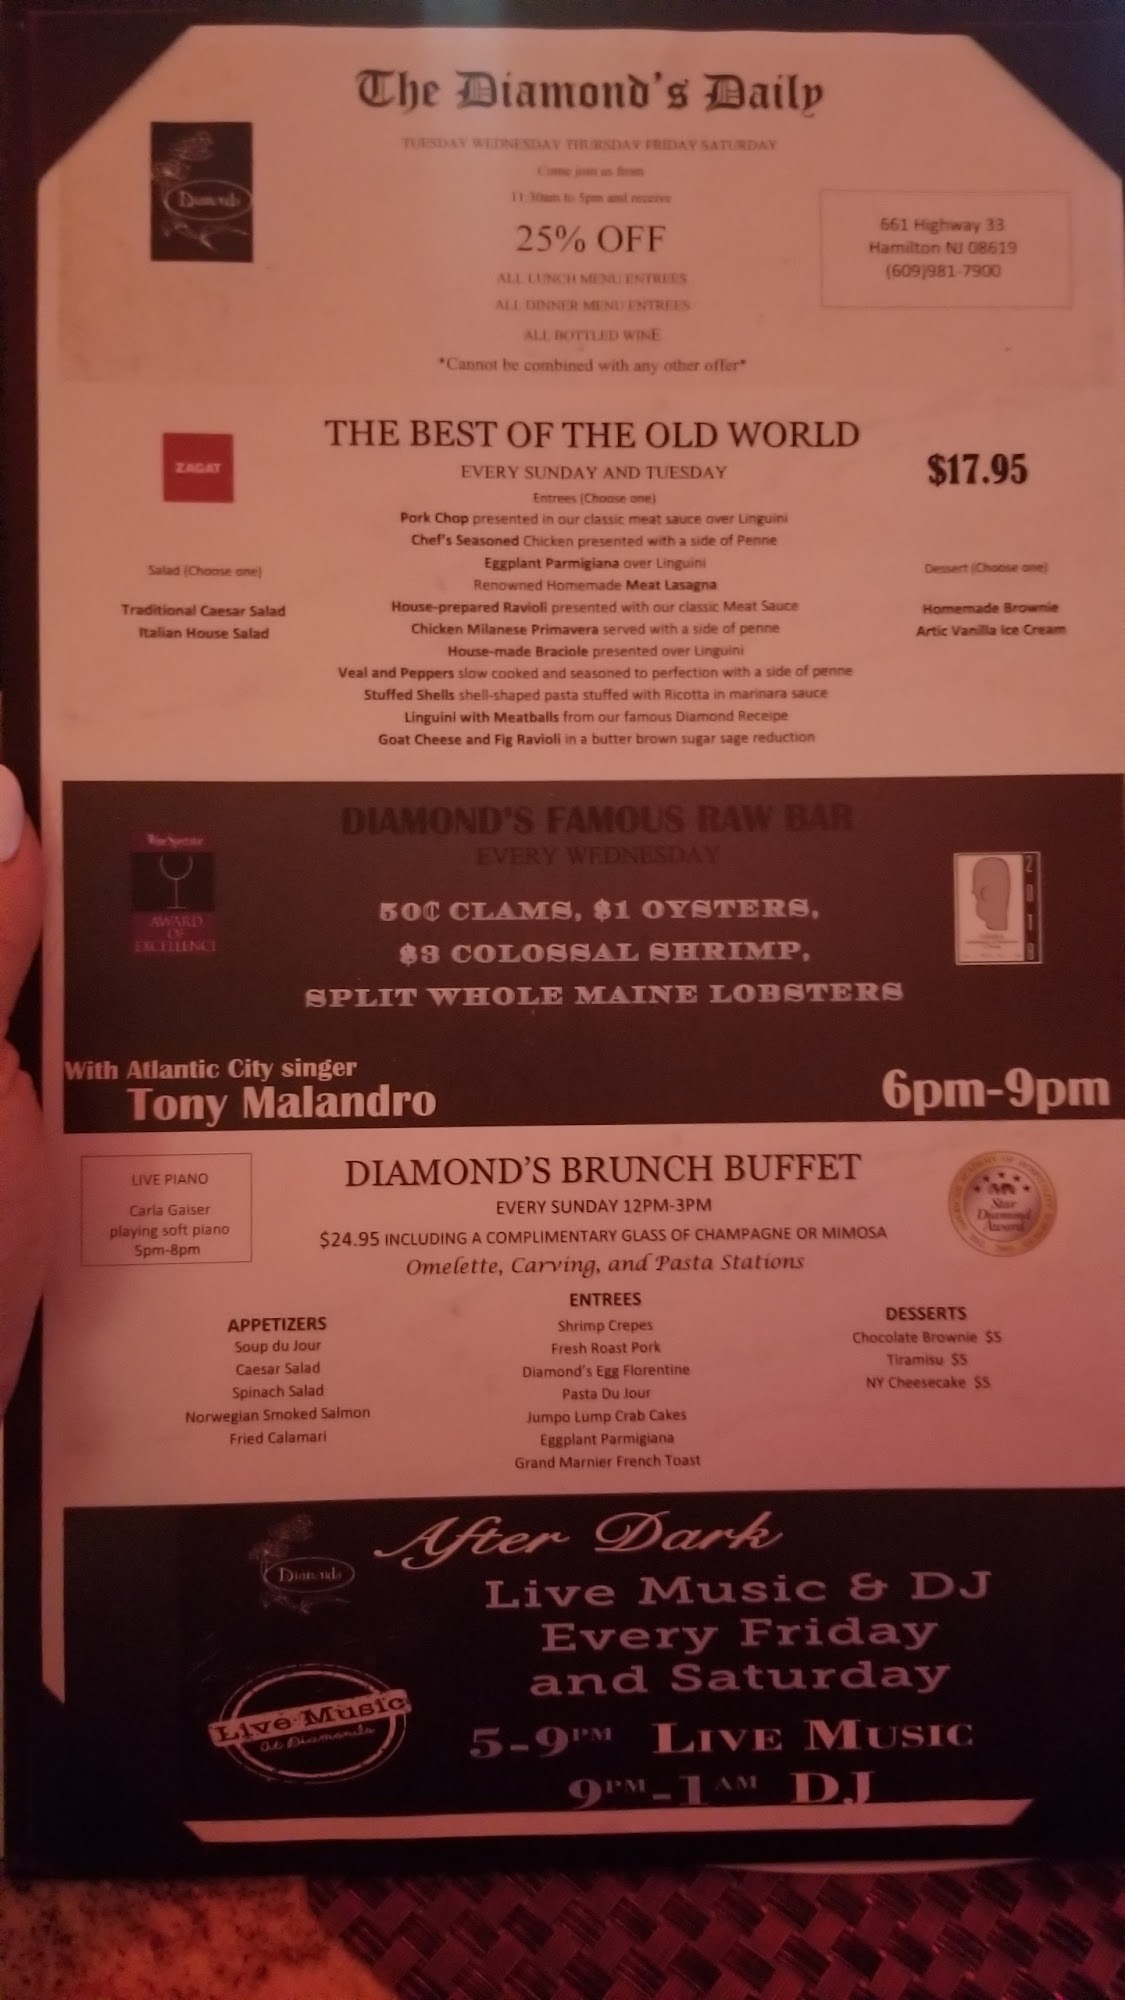 The Diamond's Daily
TUESDAY WEDNESDAY THURSDAY FRIDAY SATURDAY
Come join us from
11:30am to 5pm and receive
25% OFF
ALL LUNCH MENU ENTREES
ALL DINNER MENU ENTREES
ALL BOTTLED WINE
*Cannot be combined with any other offer*
Diamonds
661 Highway 33
Hamilton NJ 08619
(609)981-7900
ZAGAT
THE BEST OF THE OLD WORLD
EVERY SUNDAY AND TUESDAY
$17.95
Entrees (Choose one)
Pork Chop presented in our classic meat sauce over Linguini
Chef's Seasoned Chicken presented with a side of Penne
Eggplant Parmigiana over Linguini
Renowned Homemade Meat Lasagna
House-prepared Ravioli presented with our classic Meat Sauce
Chicken Milanese Primavera served with a side of penne
House-made Braciole presented over Linguini
Veal and Peppers slow cooked and seasoned to perfection with a side of penne
Stuffed Shells shell-shaped pasta stuffed with Ricotta in marinara sauce
Linguini with Meatballs from our famous Diamond Receipe
Goat Cheese and Fig Ravioli in a butter brown sugar sage reduction
Salad (Choose one)
Traditional Caesar Salad
Italian House Salad
Dessert (Choose one)
Homemade Brownie
Artic Vanilla Ice Cream
DIAMOND'S FAMOUS RAW BAR
EVERY WEDNESDAY
Wine Spectator
AWARD
OF
EXCELLENCE
50¢ CLAMS, $1 OYSTERS,
$3 COLOSSAL SHRIMP,
SPLIT WHOLE MAINE LOBSTERS
2018
With Atlantic City singer
Tony Malandro
6pm-9pm
LIVE PIANO
Carla Gaiser
playing soft piano
5pm-8pm
DIAMOND'S BRUNCH BUFFET
EVERY SUNDAY 12PM-3PM
$24.95 INCLUDING A COMPLIMENTARY GLASS OF CHAMPAGNE OR MIMOSA
Omelette, Carving, and Pasta Stations
Star
Diamond
Award
APPETIZERS
Soup du Jour
Caesar Salad
Spinach Salad
Norwegian Smoked Salmon
Fried Calamari
ENTREES
Shrimp Crepes
Fresh Roast Pork
Diamond's Egg Florentine
Pasta Du Jour
Jumpo Lump Crab Cakes
Eggplant Parmigiana
Grand Marnier French Toast
DESSERTS
Chocolate Brownie $5
Tiramisu $5
NY Cheesecake $5
Diamonds
After Dark
Live Music & DJ
Every Friday
and Saturday
5-9PM LIVE MUSIC
9PM-1AM DJ
Live Music
at Diamonds